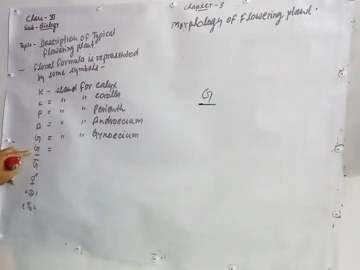 Class - XI
Sub - Biology
Chapter - 5
Morphology of Flowering plant.
Topic - Description of Typical
flowering plant
- floral formula is represented
by some symbols -
K - stand for calyx
C = " " corolla
P = " " Perianth
A = " " Androecium
G = " " Gynoecium
G =
G
G
♂